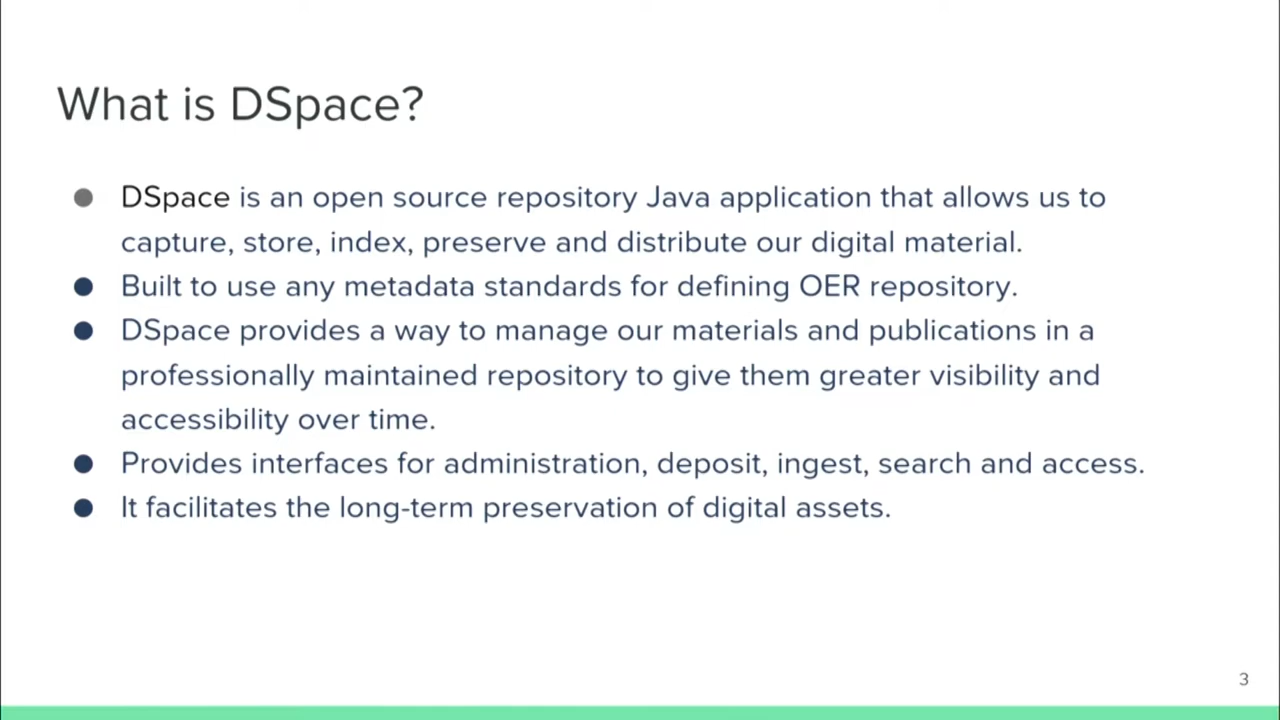 What is DSpace?
● DSpace is an open source repository Java application that allows us to
capture, store, index, preserve and distribute our digital material.
● Built to use any metadata standards for defining OER repository.
● DSpace provides a way to manage our materials and publications in a
professionally maintained repository to give them greater visibility and
accessibility over time.
● Provides interfaces for administration, deposit, ingest, search and access.
● It facilitates the long-term preservation of digital assets.
3